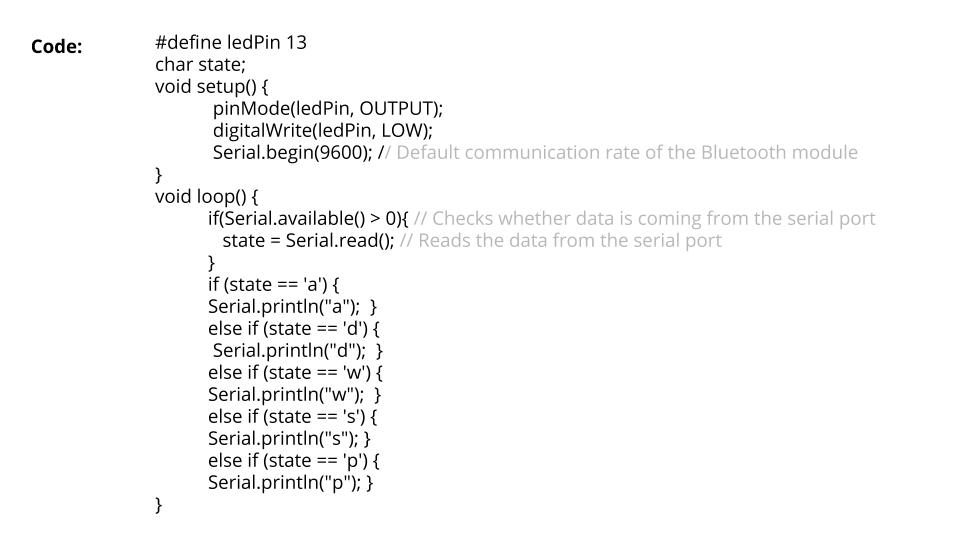 Code:
#define ledPin 13
char state;
void setup() {
pinMode(ledPin, OUTPUT);
digitalWrite(ledPin, LOW);
Serial.begin(9600); // Default communication rate of the Bluetooth module
}
void loop() {
if(Serial.available() > 0){ // Checks whether data is coming from the serial port
state = Serial.read(); // Reads the data from the serial port
}
if (state == 'a') {
Serial.println("a");  }
else if (state == 'd') {
Serial.println("d");  }
else if (state == 'w') {
Serial.println("w");  }
else if (state == 's') {
Serial.println("s"); }
else if (state == 'p') {
Serial.println("p"); }
}